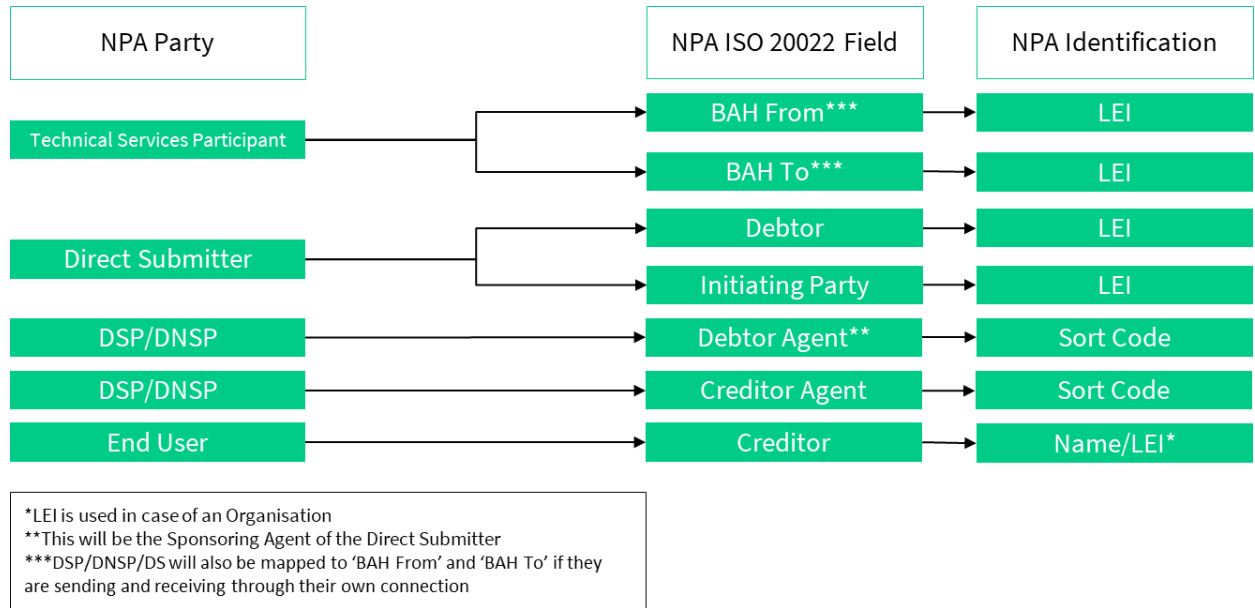 NPA Party
NPA ISO 20022 Field
NPA Identification
Technical Services Participant
BAH From***
LEI
BAH To***
LEI
Direct Submitter
Debtor
LEI
Initiating Party
LEI
DSP/DNSP
Debtor Agent**
Sort Code
DSP/DNSP
Creditor Agent
Sort Code
End User
Creditor
Name/LEI*
*LEI is used in case of an Organisation
**This will be the Sponsoring Agent of the Direct Submitter
***DSP/DNSP/DS will also be mapped to ‘BAH From’ and ‘BAH To’ if they
are sending and receiving through their own connection